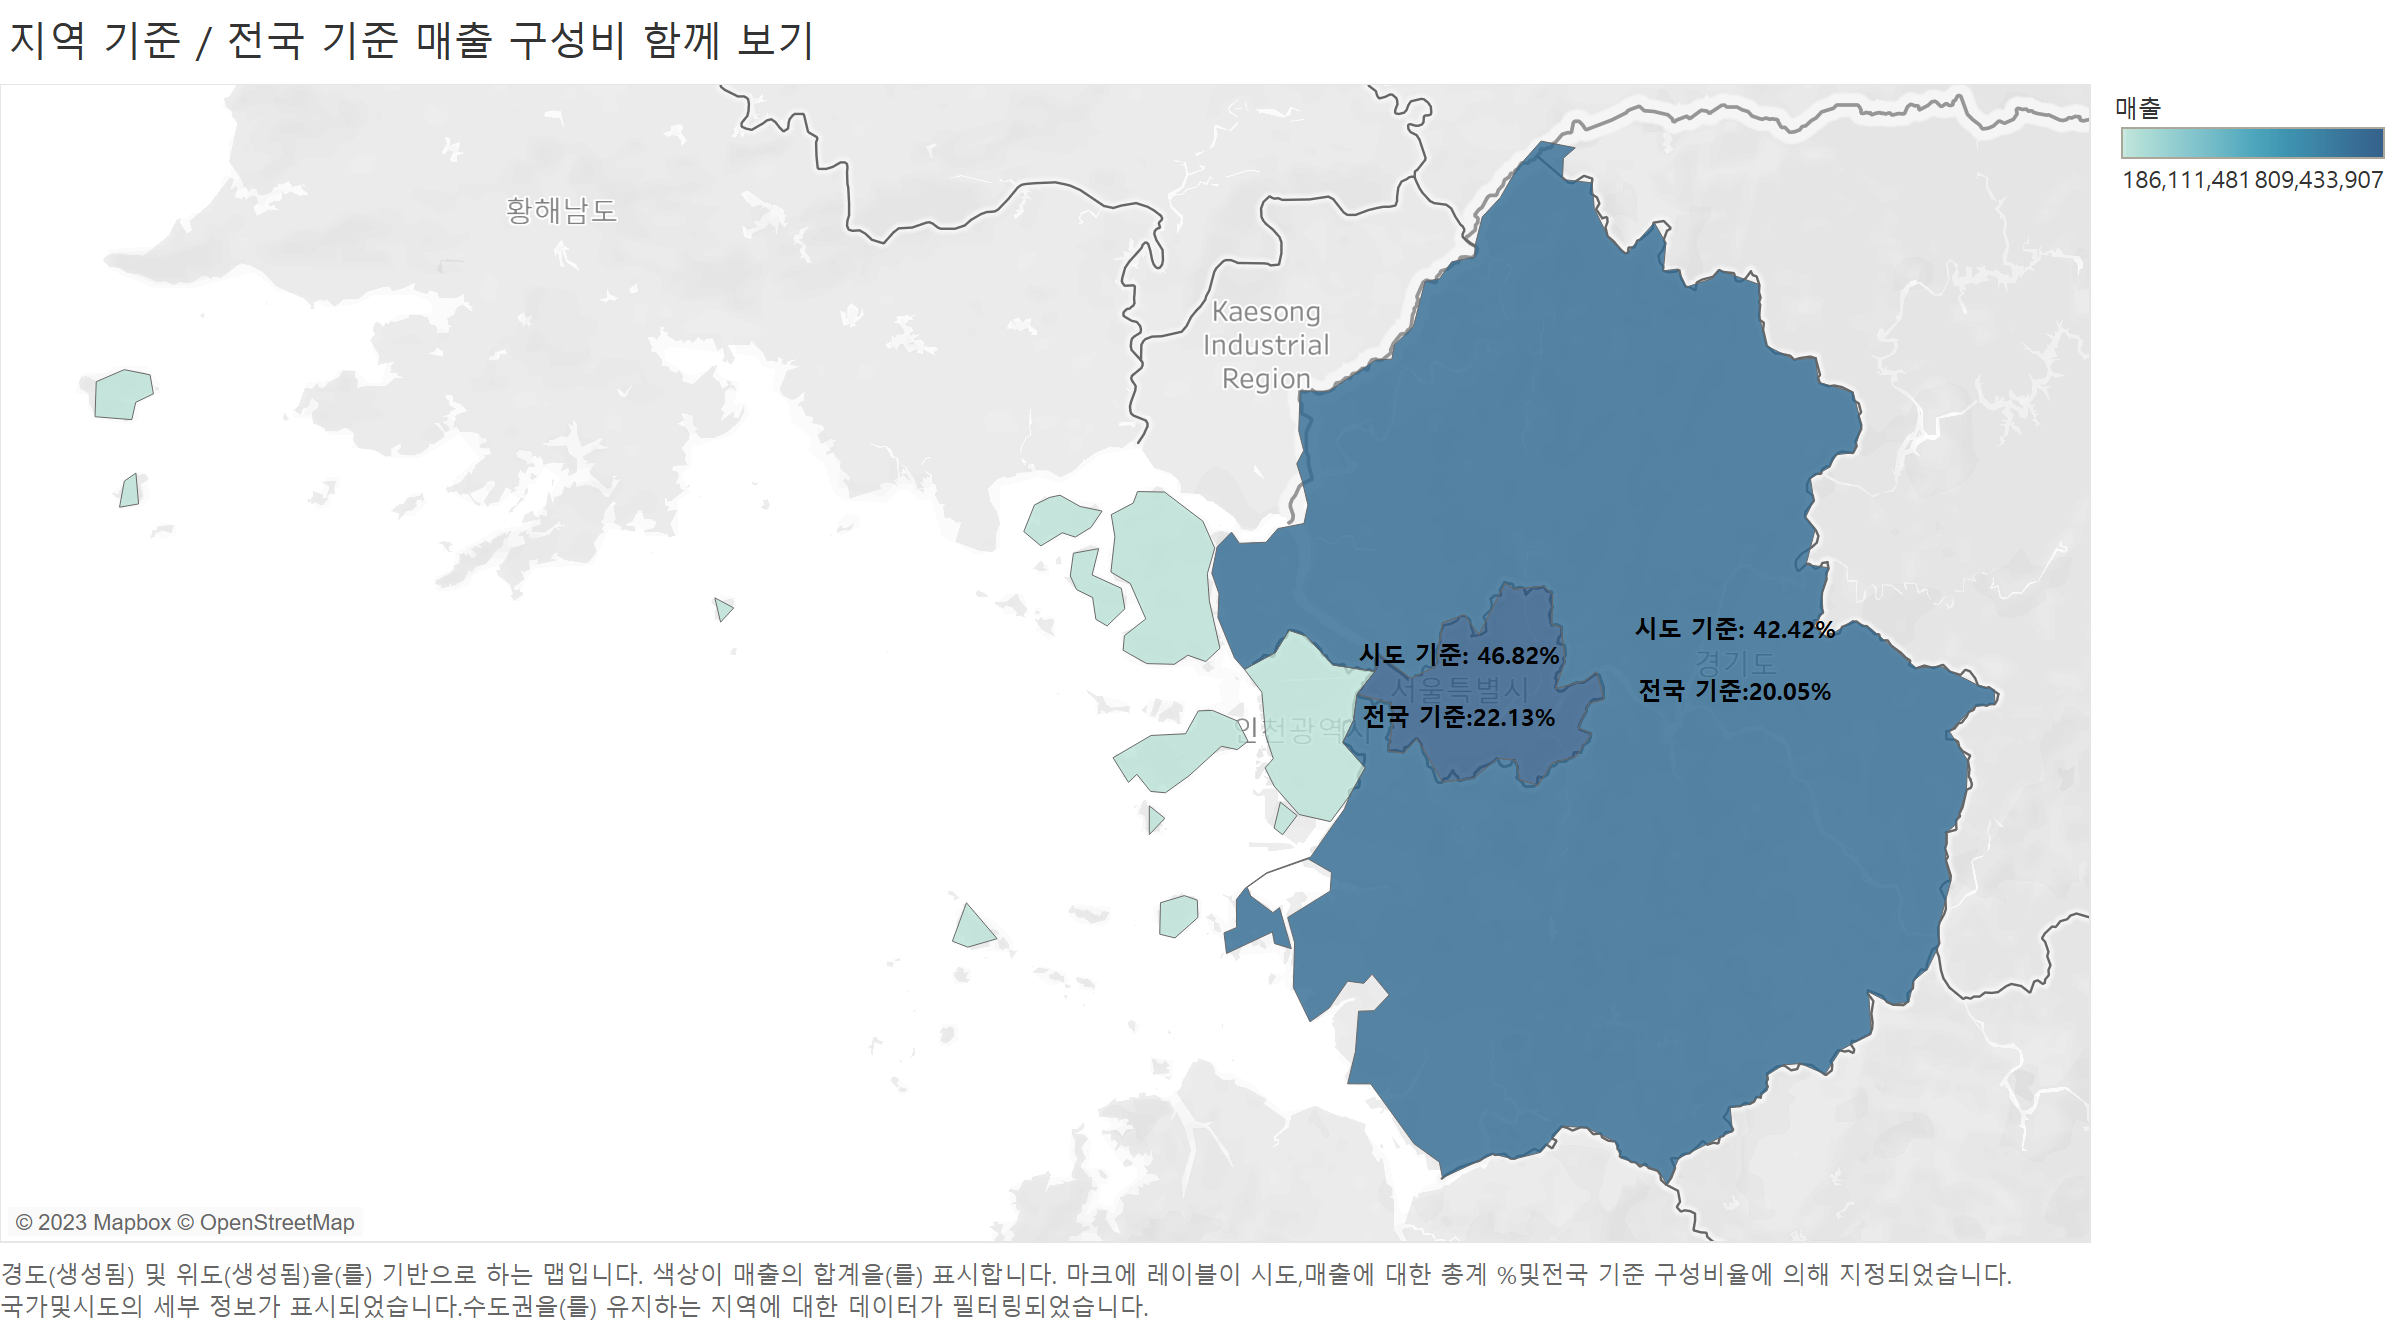 지역 기준 / 전국 기준 매출 구성비 함께 보기
매출
186,111,481 809,433,907
황해남도
Kaesong
Industrial
Region
시도 기준: 42.42%
경기도
전국 기준:20.05%
시도 기준: 46.82%
서울특별시
전국 기준:22.13%
인천광역시
© 2023 Mapbox © OpenStreetMap
경도(생성됨) 및 위도(생성됨)을(를) 기반으로 하는 맵입니다. 색상이 매출의 합계을(를) 표시합니다. 마크에 레이블이 시도,매출에 대한 총계 %및전국 기준 구성비율에 의해 지정되었습니다.
국가및시도의 세부 정보가 표시되었습니다.수도권을(를) 유지하는 지역에 대한 데이터가 필터링되었습니다.